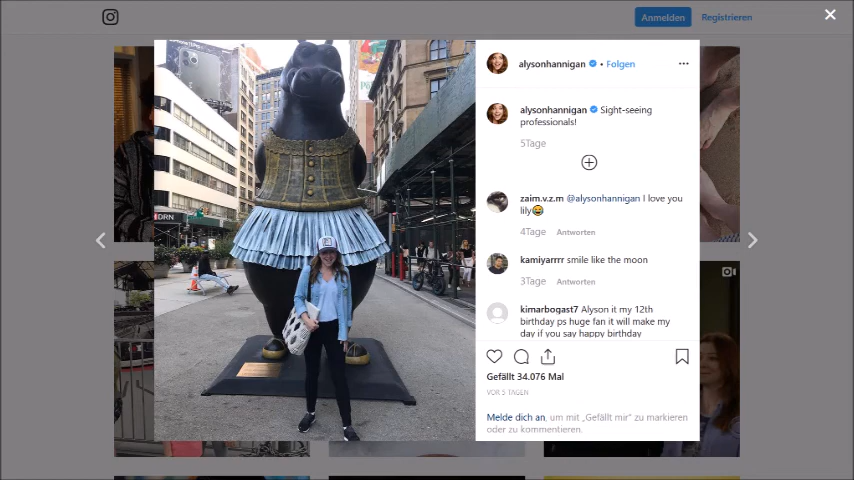 Anmelden
Registrieren
alysonhannigan • Folgen
alysonhannigan Sight-seeing
professionals!
5Tage
zaim.v.z.m @alysonhannigan I love you
lily😂
4Tage Antworten
kamiyarrrr smile like the moon
3Tage Antworten
kimarbogast7 Alyson it my 12th
birthday ps huge fan it will make my
day if you say happy birthday
Gefällt 34.076 Mal
VOR 5 TAGEN
Melde dich an, um mit „Gefällt mir“ zu markieren
oder zu kommentieren.